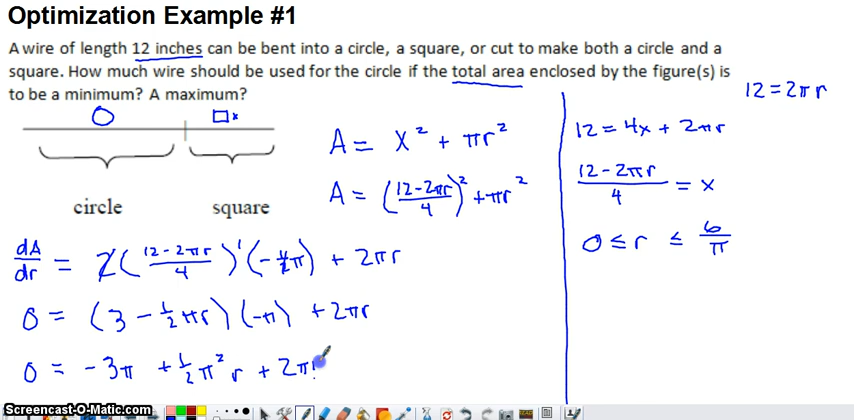 Optimization Example #1
A wire of length 12 inches can be bent into a circle, a square, or cut to make both a circle and a
square. How much wire should be used for the circle if the total area enclosed by the figure(s) is
to be a minimum? A maximum?
12 = 2πr
x
circle square
A = x² + πr²
A = ((12-2πr)/4)² + πr²
12 = 4x + 2πr
(12-2πr)/4 = x
0 ≤ r ≤ 6/π
dA/dr = 2((12-2πr)/4)¹(-½π) + 2πr
0 = (3 - ½πr)(-π) + 2πr
0 = -3π + ½π²r + 2πr
Screencast-O-Matic.com